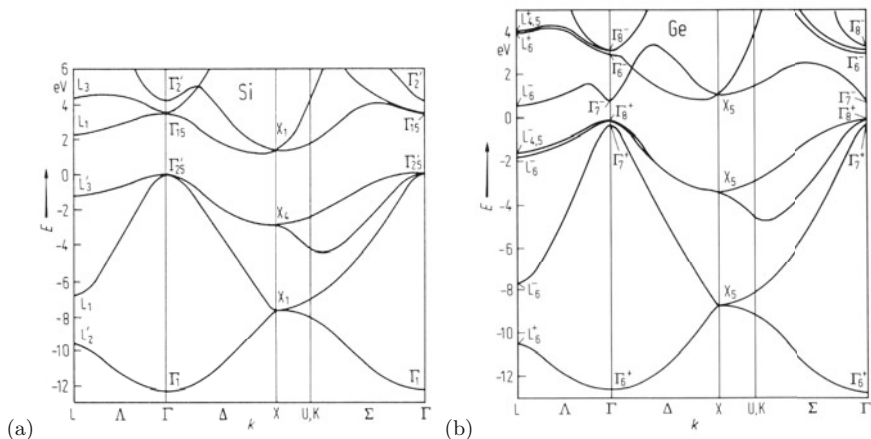 (a)
6
eV
4
2
0
-2
-4
-6
-8
-10
-12
E
Si
L₃
L₁
L₃′
L₁
L₂′
Γ₂′
Γ₁₅
Γ₂₅′
Γ₁
X₁
X₄
X₁
Γ₂′
Γ₁₅
Γ₂₅′
Γ₁
L Λ Γ Δ X U,K Σ Γ
k
(b)
4
eV
2
0
-2
-4
-6
-8
-10
-12
E
Ge
L₄,₅⁺
L₆⁺
L₆⁻
L₄,₅⁻
L₆⁻
L₆⁻
L₆⁺
Γ₈⁻
Γ₆⁻
Γ₇⁻
Γ₈⁺
Γ₇⁺
X₅
X₅
X₅
Γ₈⁻
Γ₆⁻
Γ₇⁻
Γ₈⁺
Γ₇⁺
Γ₆⁺
L Λ Γ Δ X U,K Σ Γ
k